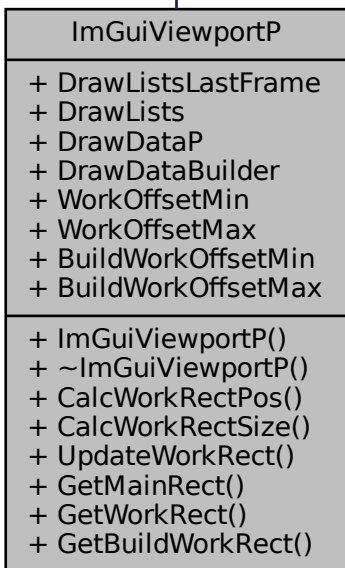 ImGuiViewportP
+ DrawListsLastFrame
+ DrawLists
+ DrawDataP
+ DrawDataBuilder
+ WorkOffsetMin
+ WorkOffsetMax
+ BuildWorkOffsetMin
+ BuildWorkOffsetMax
+ ImGuiViewportP()
+ ~ImGuiViewportP()
+ CalcWorkRectPos()
+ CalcWorkRectSize()
+ UpdateWorkRect()
+ GetMainRect()
+ GetWorkRect()
+ GetBuildWorkRect()